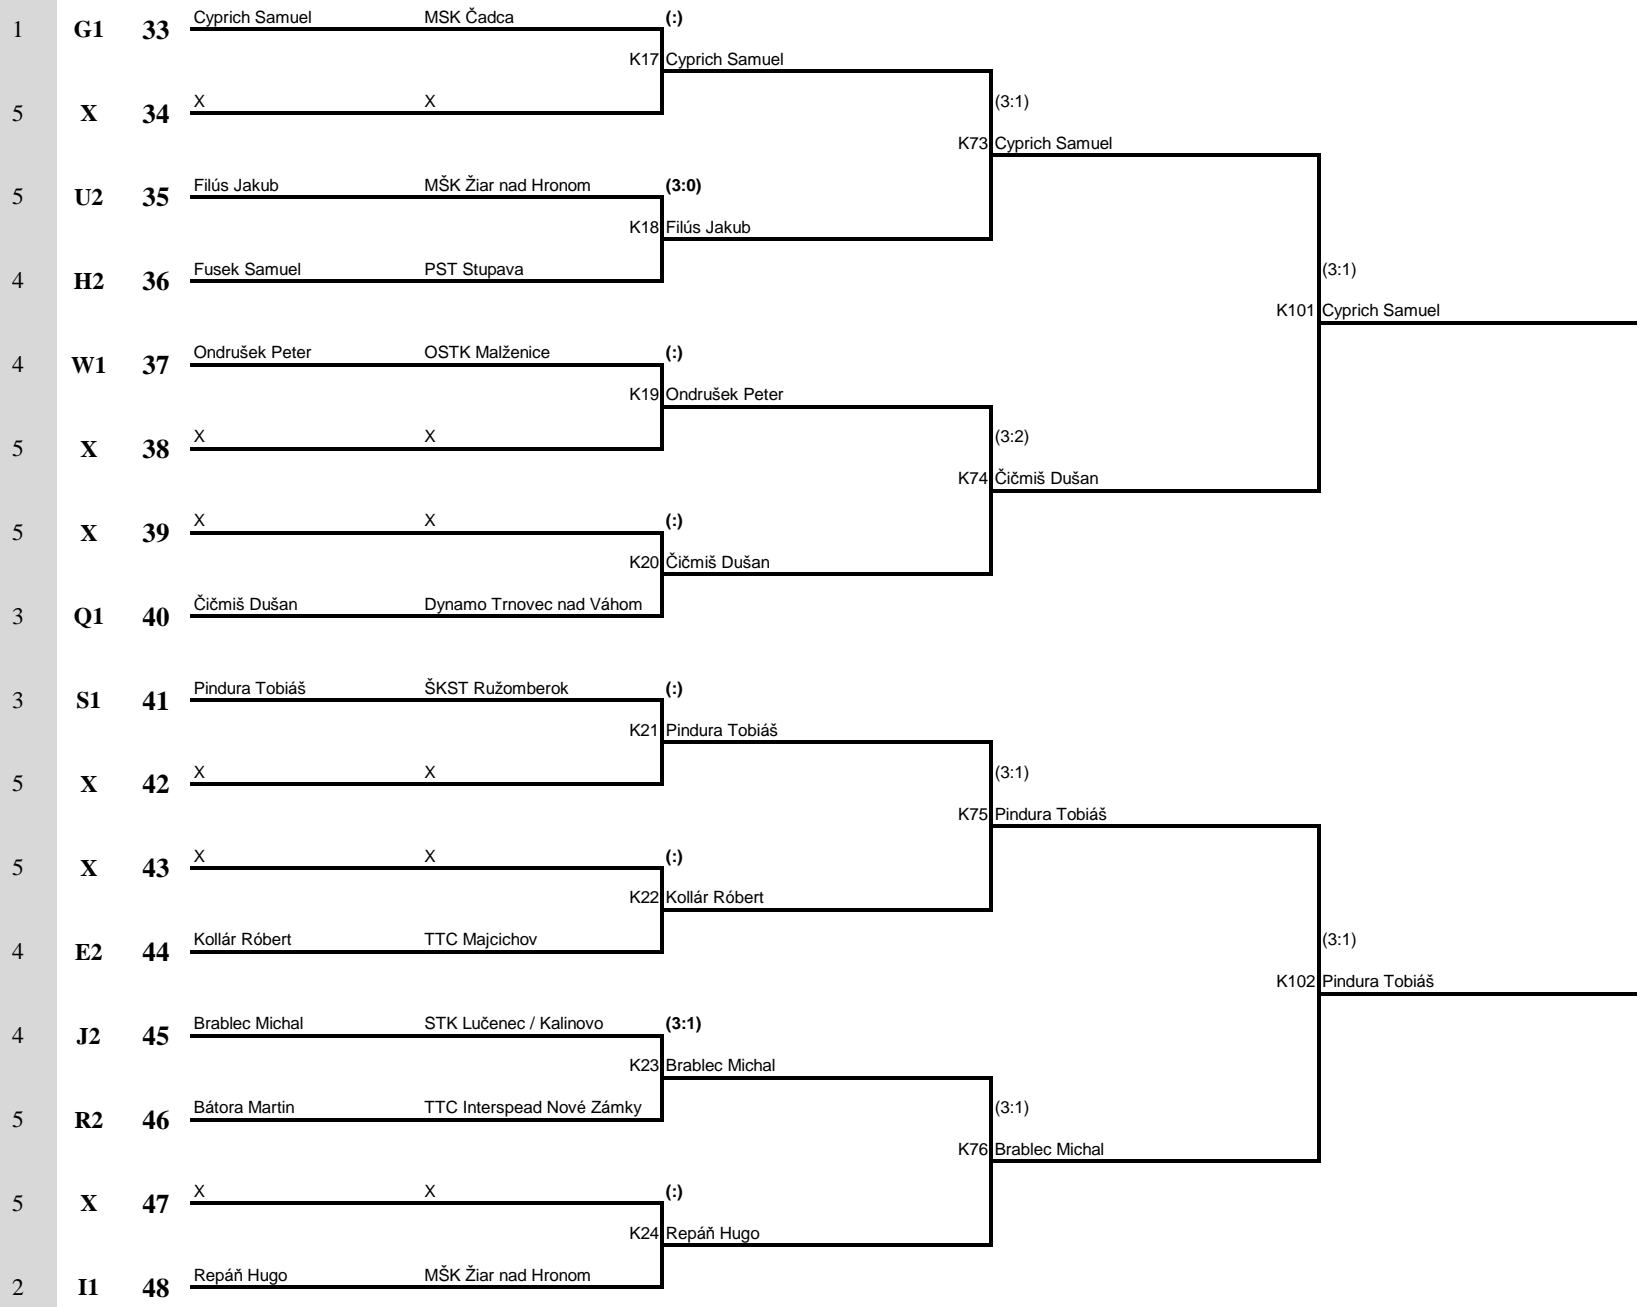 1 G1 33 Cyprich Samuel MSK Čadca (:)
K17 Cyprich Samuel
5 X 34 X X (3:1)
K73 Cyprich Samuel
5 U2 35 Filús Jakub MŠK Žiar nad Hronom (3:0)
K18 Filús Jakub
4 H2 36 Fusek Samuel PST Stupava (3:1)
K101 Cyprich Samuel
4 W1 37 Ondrušek Peter OSTK Malženice (:)
K19 Ondrušek Peter
5 X 38 X X (3:2)
K74 Čičmiš Dušan
5 X 39 X X (:)
K20 Čičmiš Dušan
3 Q1 40 Čičmiš Dušan Dynamo Trnovec nad Váhom
3 S1 41 Pindura Tobiáš ŠKST Ružomberok (:)
K21 Pindura Tobiáš
5 X 42 X X (3:1)
K75 Pindura Tobiáš
5 X 43 X X (:)
K22 Kollár Róbert
4 E2 44 Kollár Róbert TTC Majcichov (3:1)
K102 Pindura Tobiáš
4 J2 45 Brablec Michal STK Lučenec / Kalinovo (3:1)
K23 Brablec Michal
5 R2 46 Bátora Martin TTC Interspead Nové Zámky (3:1)
K76 Brablec Michal
5 X 47 X X (:)
K24 Repáň Hugo
2 I1 48 Repáň Hugo MŠK Žiar nad Hronom